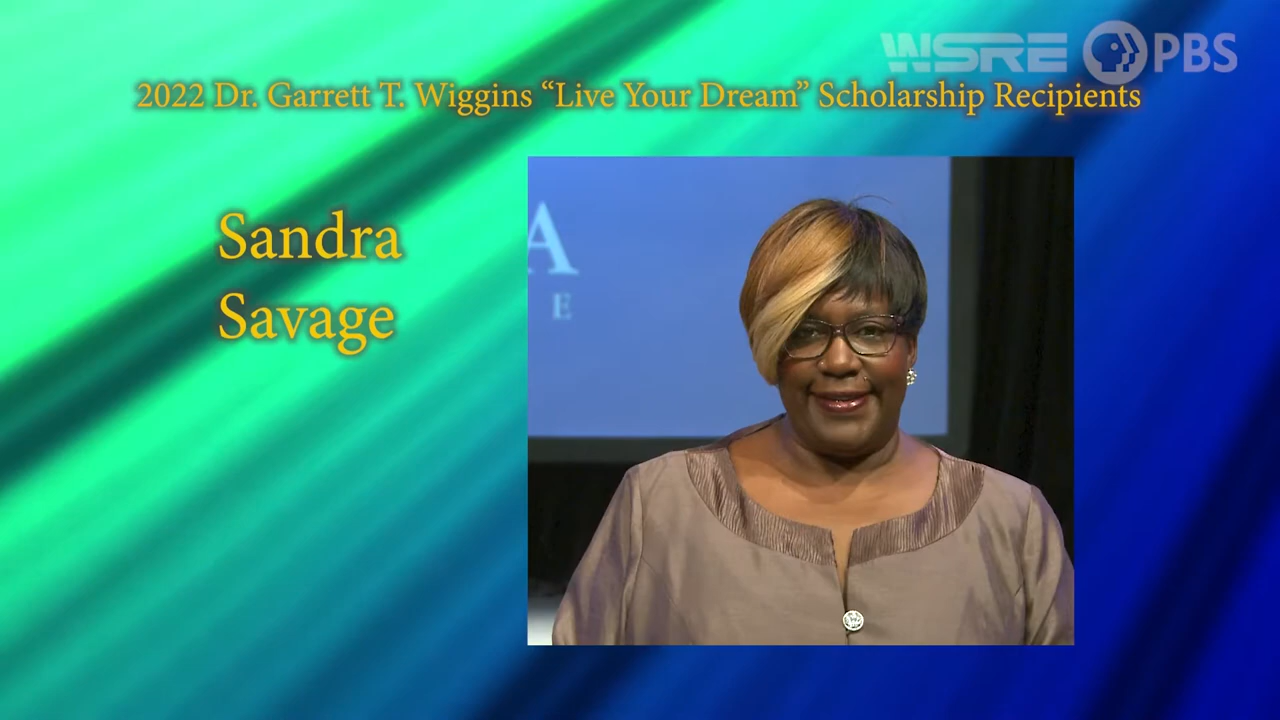 WSRE PBS
2022 Dr. Garrett T. Wiggins “Live Your Dream” Scholarship Recipients
Sandra
Savage
A
E